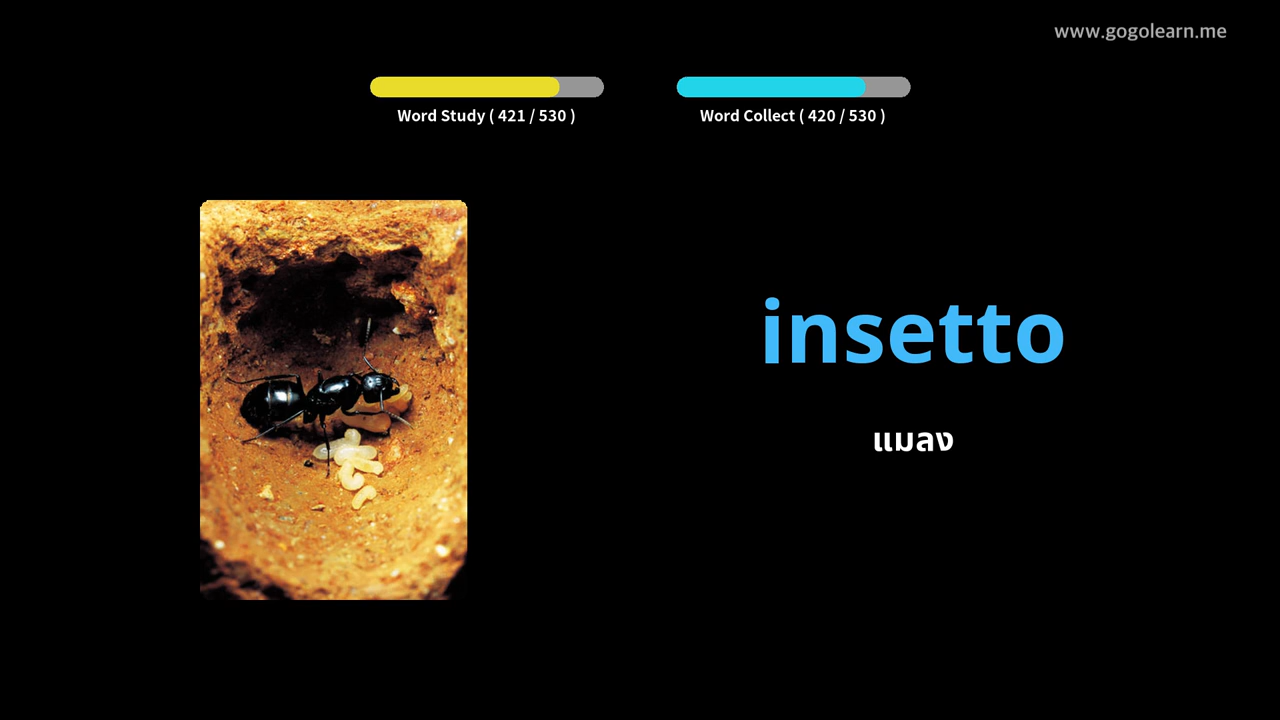 www.gogolearn.me
Word Study ( 421 / 530 )
Word Collect ( 420 / 530 )
insetto
แมลง